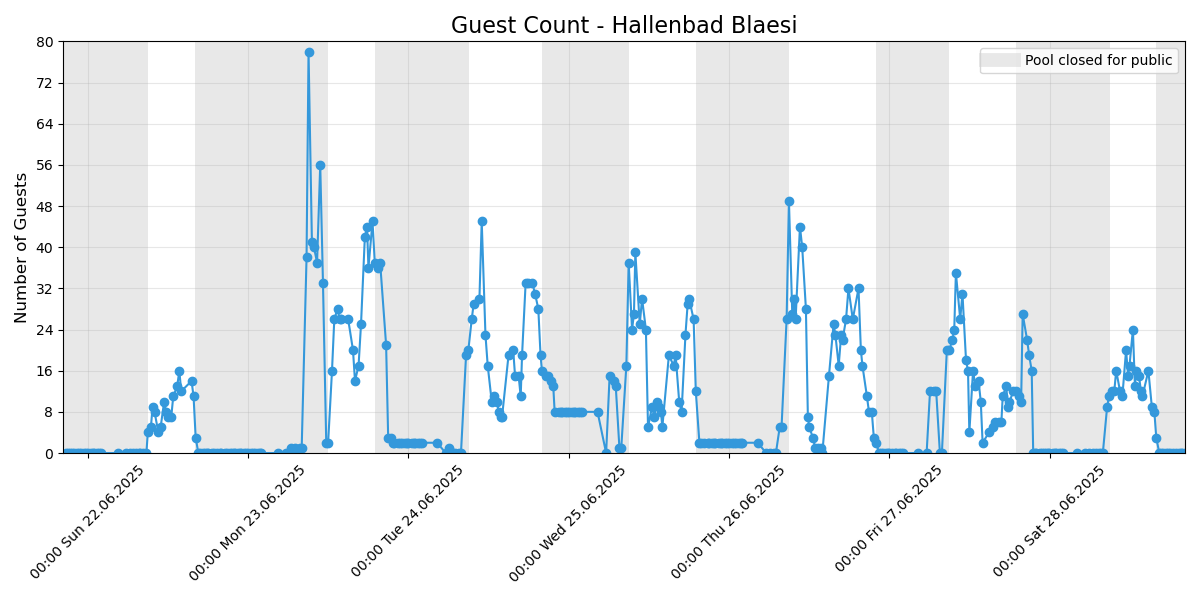 Guest Count - Hallenbad Blaesi
Pool closed for public
Number of Guests
80
72
64
56
48
40
32
24
16
8
0
00:00 Sun 22.06.2025
00:00 Mon 23.06.2025
00:00 Tue 24.06.2025
00:00 Wed 25.06.2025
00:00 Thu 26.06.2025
00:00 Fri 27.06.2025
00:00 Sat 28.06.2025